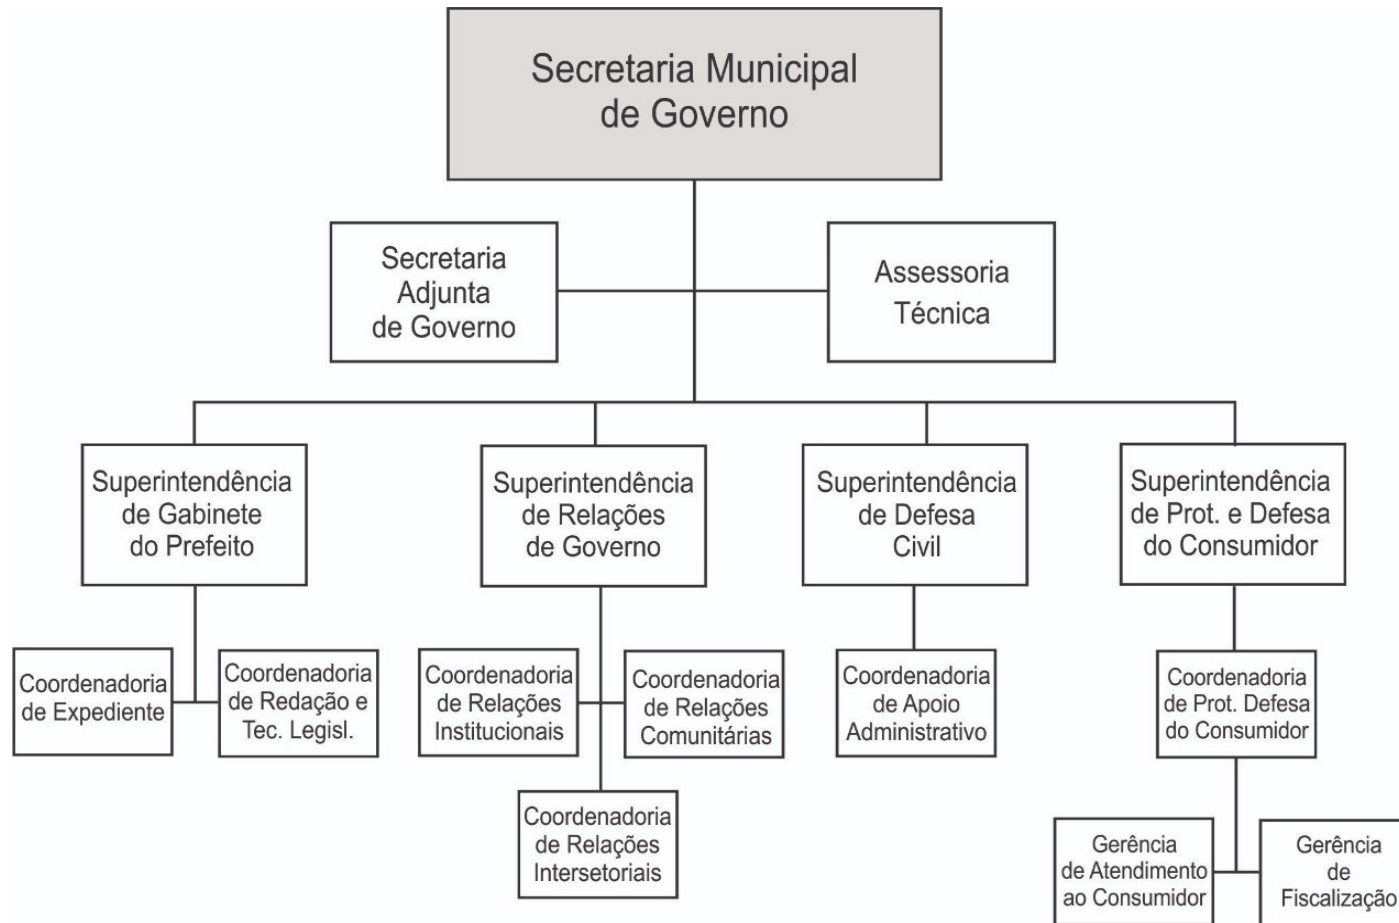 Secretaria Municipal
de Governo
Secretaria
Adjunta
de Governo
Assessoria
Técnica
Superintendência
de Gabinete
do Prefeito
Superintendência
de Relações
de Governo
Superintendência
de Defesa
Civil
Superintendência
de Prot. e Defesa
do Consumidor
Coordenadoria
de Expediente
Coordenadoria
de Redação e
Tec. Legisl.
Coordenadoria
de Relações
Institucionais
Coordenadoria
de Relações
Comunitárias
Coordenadoria
de Apoio
Administrativo
Coordenadoria
de Prot. Defesa
do Consumidor
Coordenadoria
de Relações
Intersetoriais
Gerência
de Atendimento
ao Consumidor
Gerência
de
Fiscalização